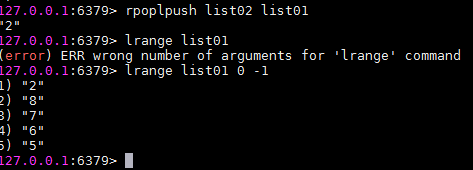 127.0.0.1:6379> rpoplpush list02 list01
"2"
127.0.0.1:6379> lrange list01
(error) ERR wrong number of arguments for 'lrange' command
127.0.0.1:6379> lrange list01 0 -1
1) "2"
2) "8"
3) "7"
4) "6"
5) "5"
127.0.0.1:6379>